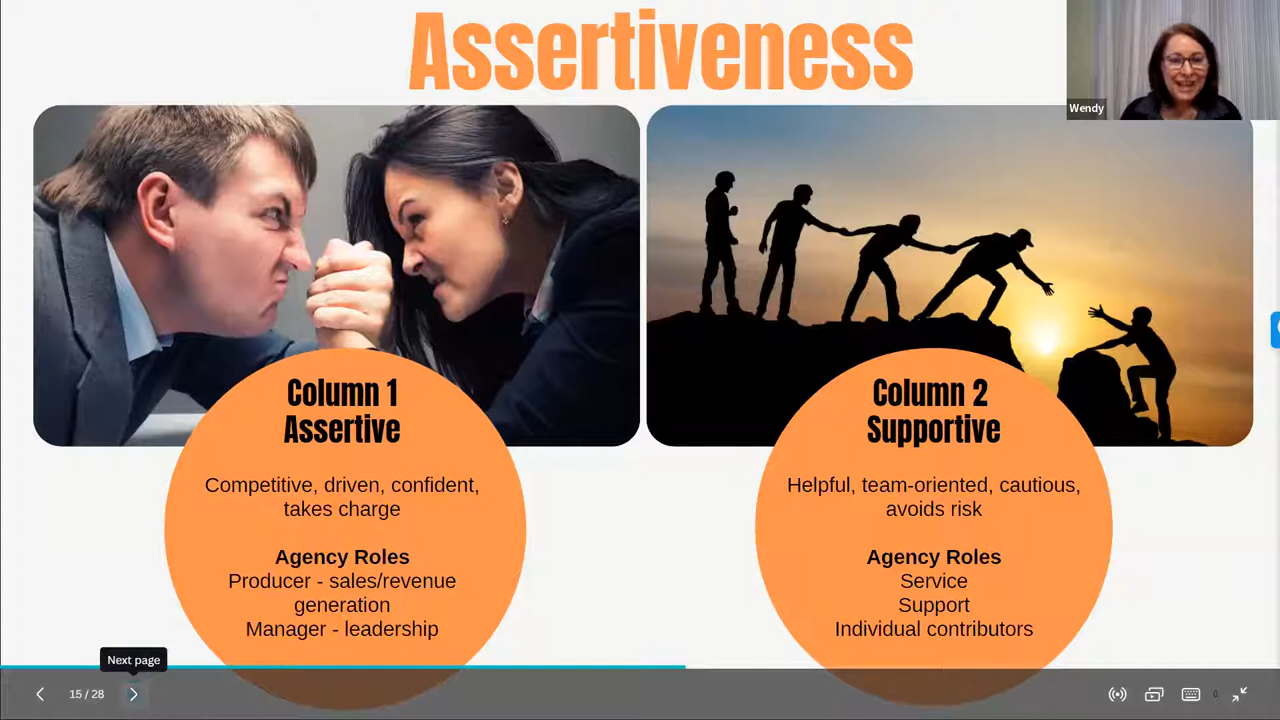 Assertiveness
Wendy
Column 1
Assertive
Competitive, driven, confident,
takes charge
Agency Roles
Producer - sales/revenue
generation
Manager - leadership
Column 2
Supportive
Helpful, team-oriented, cautious,
avoids risk
Agency Roles
Service
Support
Individual contributors
Next page
15 / 28
0